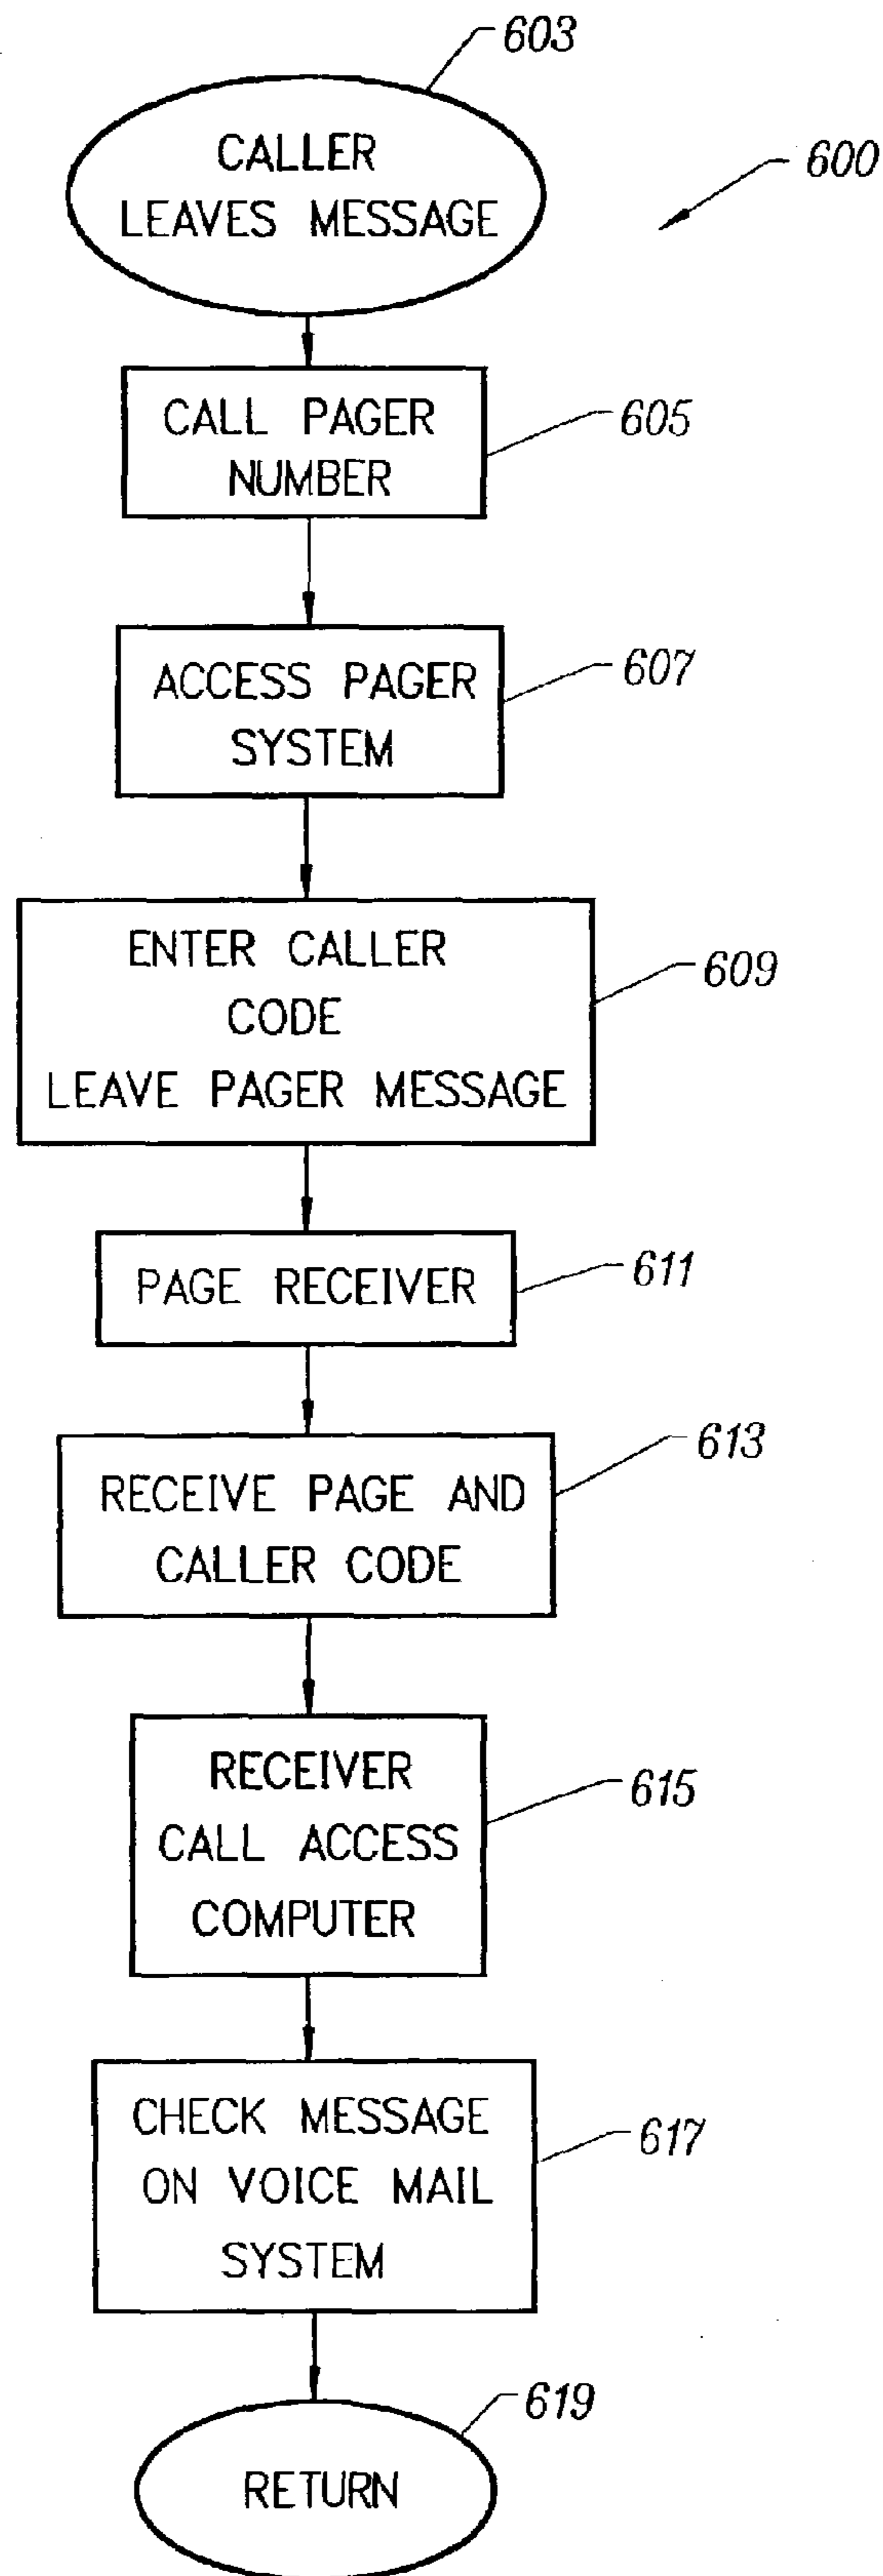 603
CALLER
LEAVES MESSAGE
600
CALL PAGER
NUMBER
605
ACCESS PAGER
SYSTEM
607
ENTER CALLER
CODE
LEAVE PAGER MESSAGE
609
PAGE RECEIVER
611
RECEIVE PAGE AND
CALLER CODE
613
RECEIVER
CALL ACCESS
COMPUTER
615
CHECK MESSAGE
ON VOICE MAIL
SYSTEM
617
619
RETURN